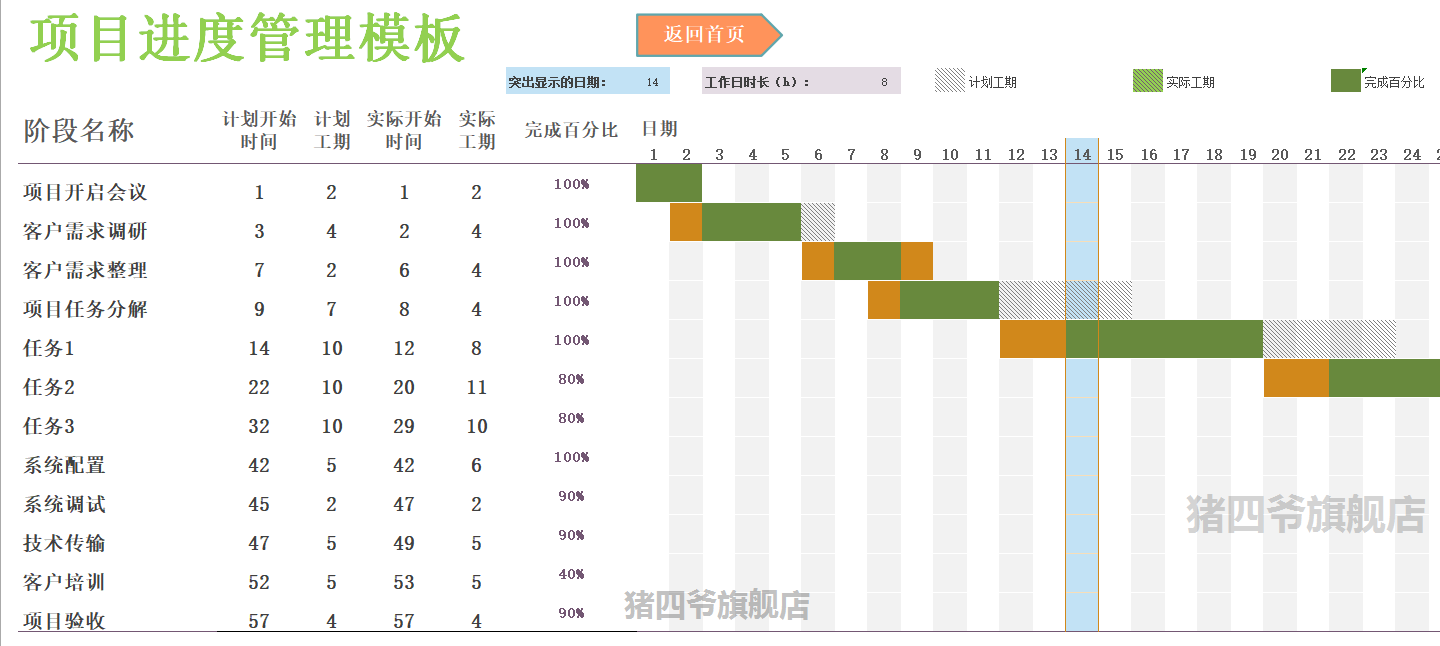 项目进度管理模板
返回首页
突出显示的日期： 14 工作日时长（h）： 8 计划工期 实际工期 完成百分比
阶段名称 计划开始时间 计划工期 实际开始时间 实际工期 完成百分比 日期
1 2 3 4 5 6 7 8 9 10 11 12 13 14 15 16 17 18 19 20 21 22 23 24
项目开启会议 1 2 1 2 100%
客户需求调研 3 4 2 4 100%
客户需求整理 7 2 6 4 100%
项目任务分解 9 7 8 4 100%
任务1 14 10 12 8 100%
任务2 22 10 20 11 80%
任务3 32 10 29 10 80%
系统配置 42 5 42 6 100%
系统调试 45 2 47 2 90%
技术传输 47 5 49 5 90%
客户培训 52 5 53 5 40%
项目验收 57 4 57 4 90%
猪四爷旗舰店
猪四爷旗舰店